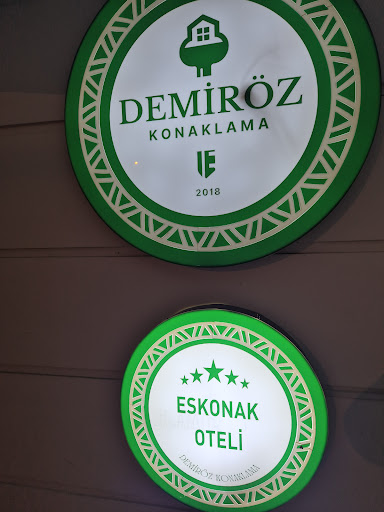 DEMİRÖZ
KONAKLAMA
2018
ESKONAK
OTELİ
DEMİRÖZ KONAKLAMA